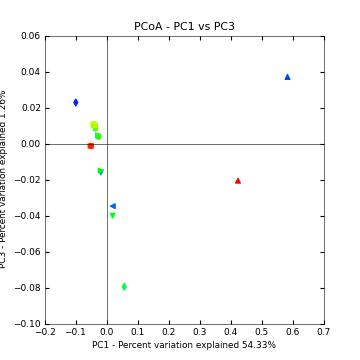 PCoA - PC1 vs PC3
0.06
0.04
0.02
0.00
−0.02
−0.04
−0.06
−0.08
−0.10
PC3 - Percent variation explained 1.26%
−0.2 −0.1 0.0 0.1 0.2 0.3 0.4 0.5 0.6 0.7
PC1 - Percent variation explained 54.33%